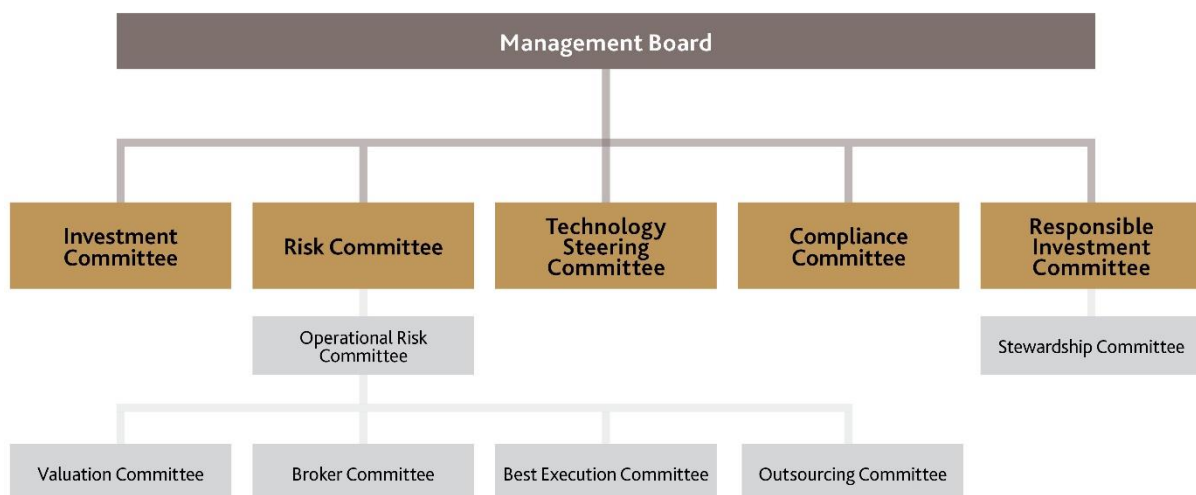 Management Board
Investment
Committee
Risk Committee
Technology
Steering
Committee
Compliance
Committee
Responsible
Investment
Committee
Operational Risk
Committee
Stewardship Committee
Valuation Committee
Broker Committee
Best Execution Committee
Outsourcing Committee